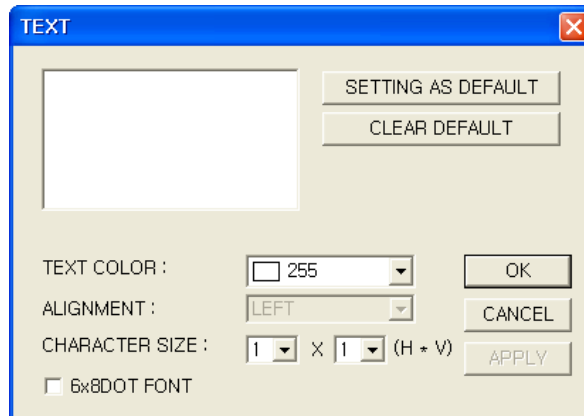 TEXT
SETTING AS DEFAULT
CLEAR DEFAULT
TEXT COLOR : 255 OK
ALIGNMENT : LEFT CANCEL
CHARACTER SIZE : 1 X 1 (H * V) APPLY
6x8DOT FONT